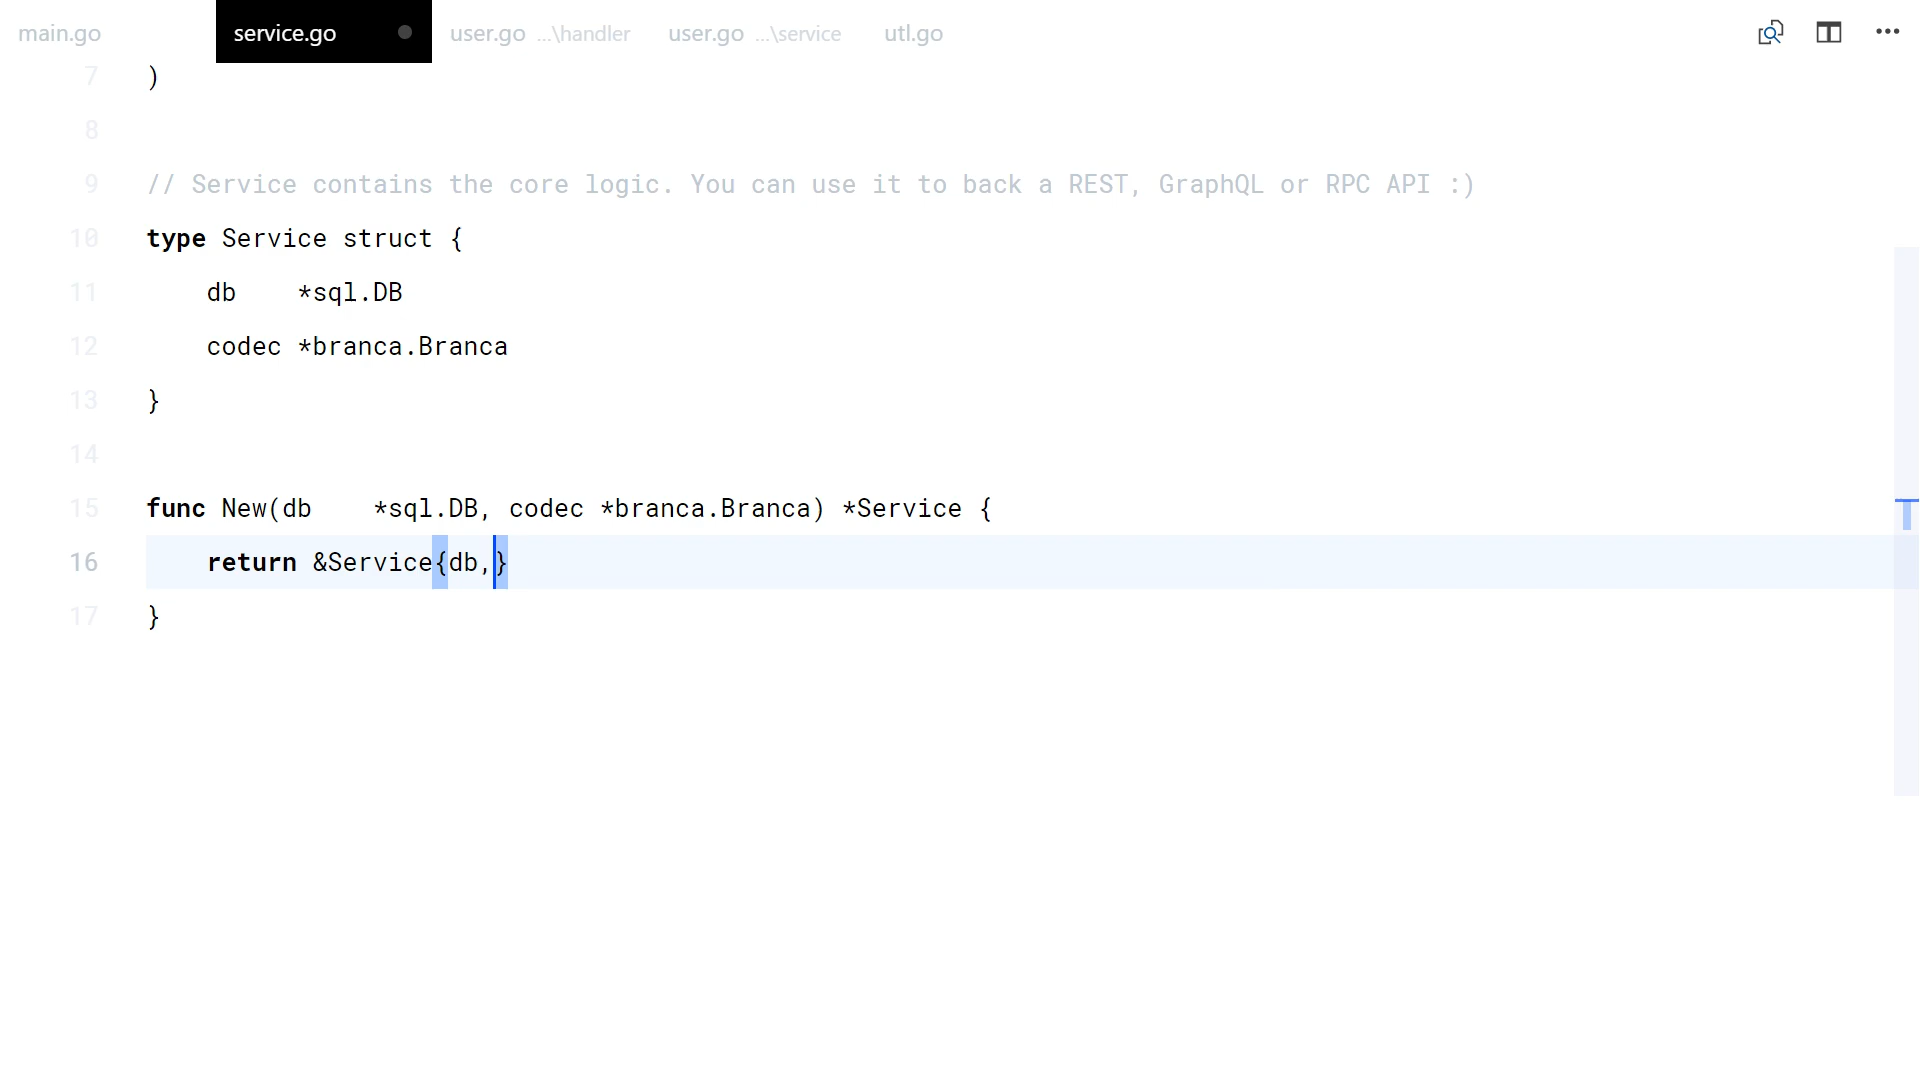 main.go service.go user.go ...\handler user.go ...\service utl.go
7 )
8
9 // Service contains the core logic. You can use it to back a REST, GraphQL or RPC API :)
10 type Service struct {
11     db    *sql.DB
12     codec *branca.Branca
13 }
14
15 func New(db    *sql.DB, codec *branca.Branca) *Service {
16     return &Service{db,}
17 }